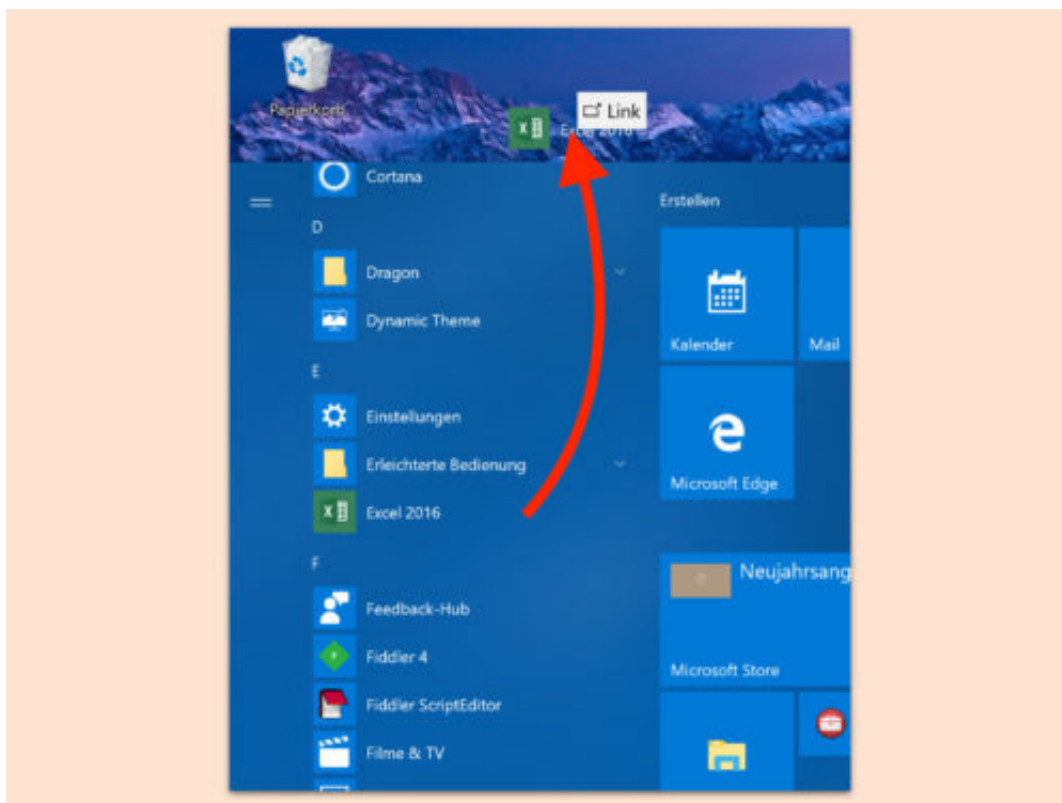 Papierkorb
Link
Excel 2016
Cortana
Erstellen
D
Dragon
Dynamic Theme
Kalender
Mail
E
Einstellungen
Erleichterte Bedienung
Microsoft Edge
Excel 2016
F
Neujahrsang
Feedback-Hub
Fiddler 4
Microsoft Store
Fiddler ScriptEditor
Filme & TV